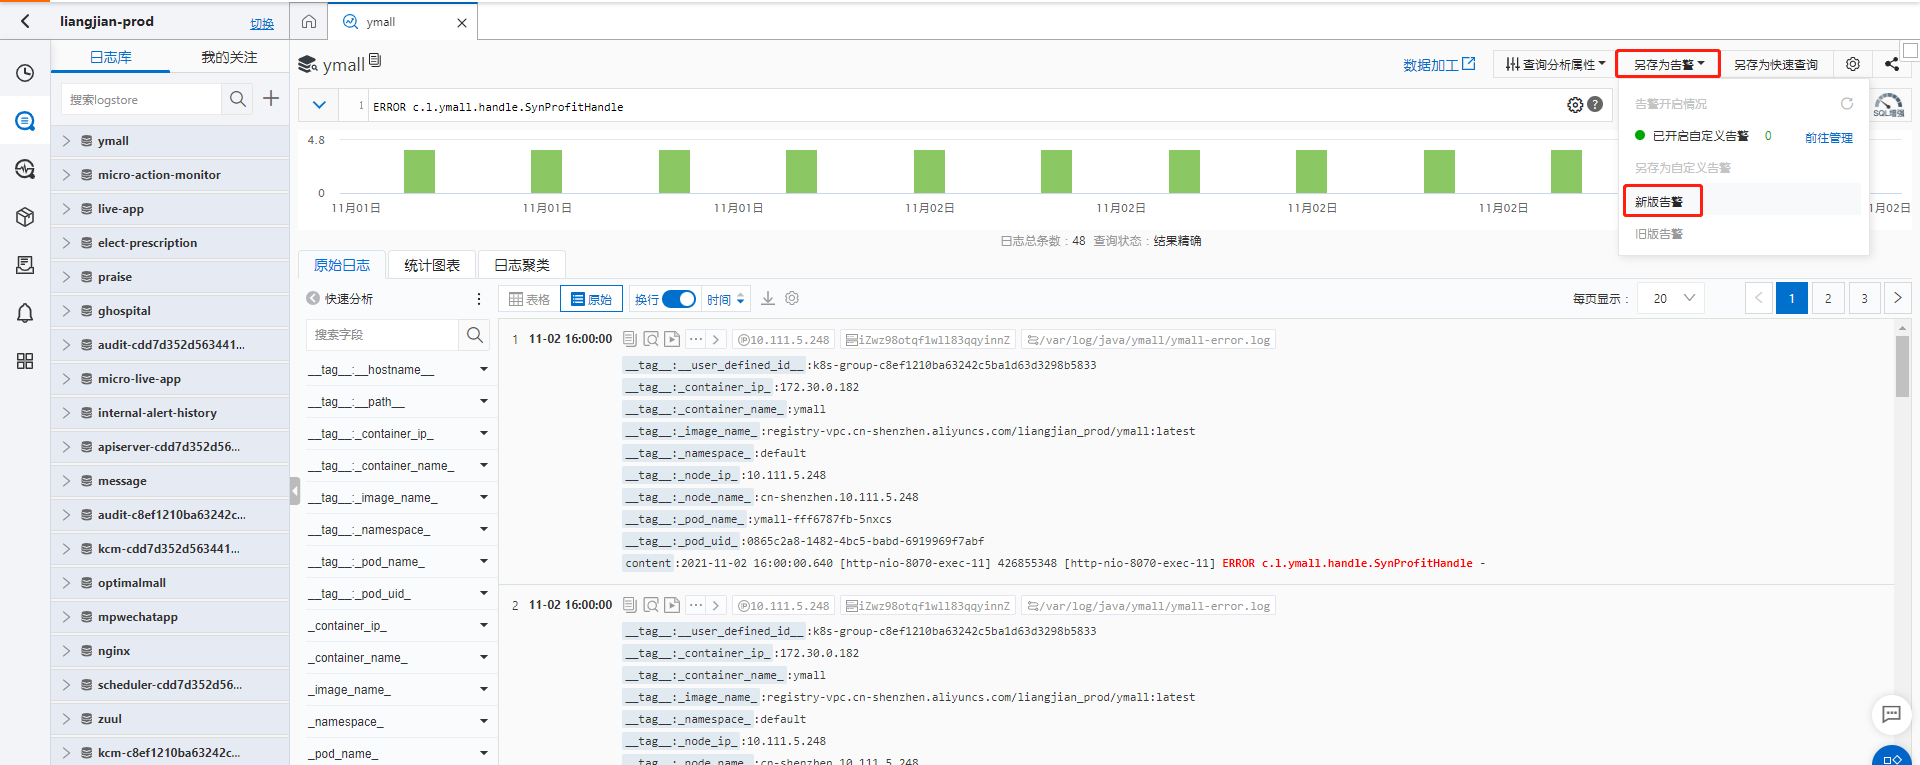 liangjian-prod
切换
ymall
日志库
我的关注
搜索logstore
ymall
micro-action-monitor
live-app
elect-prescription
praise
ghospital
audit-cdd7d352d563441...
micro-live-app
internal-alert-history
apiserver-cdd7d352d56...
message
audit-c8ef1210ba63242c...
kcm-cdd7d352d563441...
optimalmall
mpwechatapp
nginx
scheduler-cdd7d352d56...
zuul
kcm-c8ef1210ba63242c...
ymall
数据加工
查询分析属性
另存为告警
另存为快速查询
1 ERROR c.l.ymall.handle.SynProfitHandle
SQL增强
告警开启情况
已开启自定义告警 0 前往管理
另存为自定义告警
新版告警
旧版告警
4.8
0
11月01日 11月01日 11月01日 11月02日 11月02日 11月02日 11月02日 1月02日
日志总条数：48 查询状态：结果精确
原始日志 统计图表 日志聚类
快速分析
搜索字段
__tag__:__hostname__
__tag__:__path__
__tag__:_container_ip_
__tag__:_container_name_
__tag__:_image_name_
__tag__:_namespace_
__tag__:_pod_name_
__tag__:_pod_uid_
_container_ip_
_container_name_
_image_name_
_namespace_
_pod_name_
表格 原始 换行 时间
每页显示： 20 1 2 3
1 11-02 16:00:00 10.111.5.248 iZwz98otqf1wll83qqyinnZ /var/log/java/ymall/ymall-error.log
__tag__:__user_defined_id__:k8s-group-c8ef1210ba63242c5ba1d63d3298b5833
__tag__:_container_ip_:172.30.0.182
__tag__:_container_name_:ymall
__tag__:_image_name_:registry-vpc.cn-shenzhen.aliyuncs.com/liangjian_prod/ymall:latest
__tag__:_namespace_:default
__tag__:_node_ip_:10.111.5.248
__tag__:_node_name_:cn-shenzhen.10.111.5.248
__tag__:_pod_name_:ymall-fff6787fb-5nxcs
__tag__:_pod_uid_:0865c2a8-1482-4bc5-babd-6919969f7abf
content:2021-11-02 16:00:00.640 [http-nio-8070-exec-11] 426855348 [http-nio-8070-exec-11] ERROR c.l.ymall.handle.SynProfitHandle -
2 11-02 16:00:00 10.111.5.248 iZwz98otqf1wll83qqyinnZ /var/log/java/ymall/ymall-error.log
__tag__:__user_defined_id__:k8s-group-c8ef1210ba63242c5ba1d63d3298b5833
__tag__:_container_ip_:172.30.0.182
__tag__:_container_name_:ymall
__tag__:_image_name_:registry-vpc.cn-shenzhen.aliyuncs.com/liangjian_prod/ymall:latest
__tag__:_namespace_:default
__tag__:_node_ip_:10.111.5.248
__tag__:_node_name_:cn-shenzhen.10.111.5.248